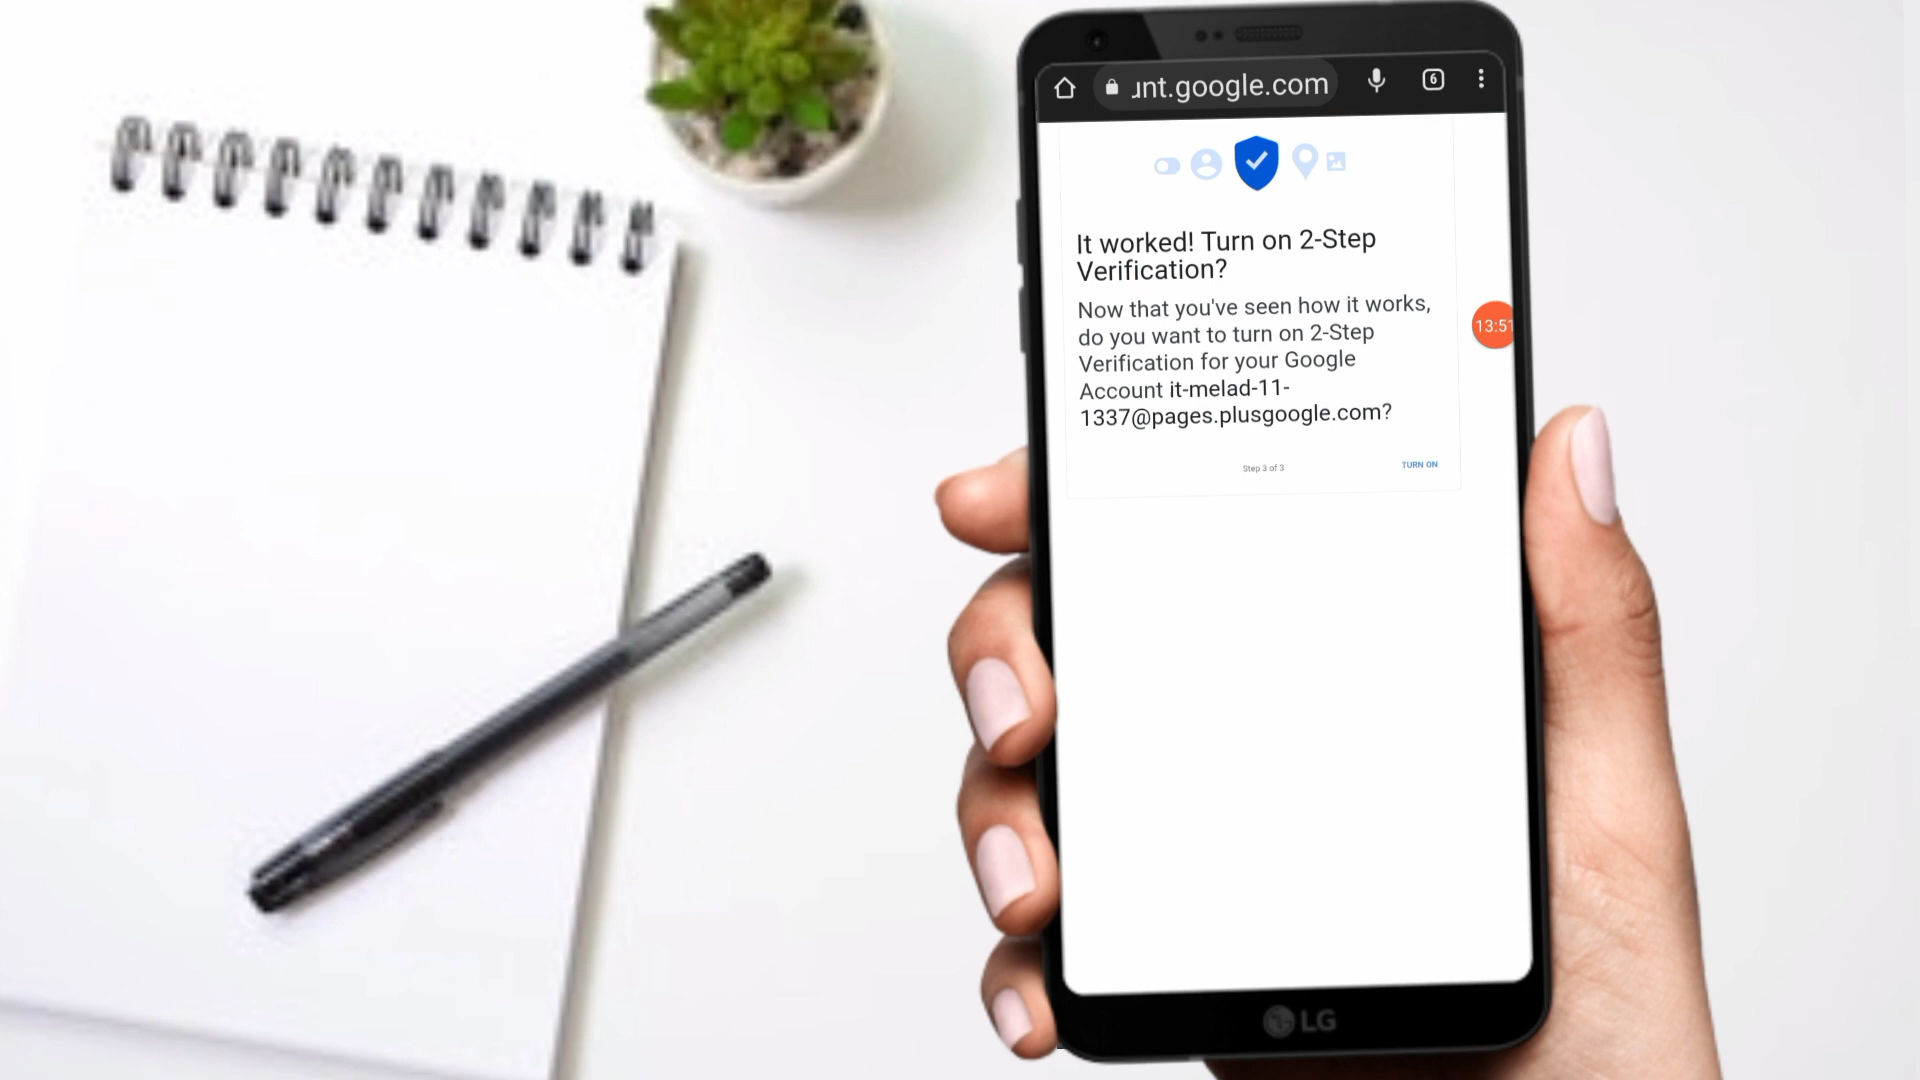 ınt.google.com
6
It worked! Turn on 2-Step
Verification?
Now that you've seen how it works,
do you want to turn on 2-Step
Verification for your Google
Account it-melad-11-
1337@pages.plusgoogle.com?
Step 3 of 3
TURN ON
13:51
LG